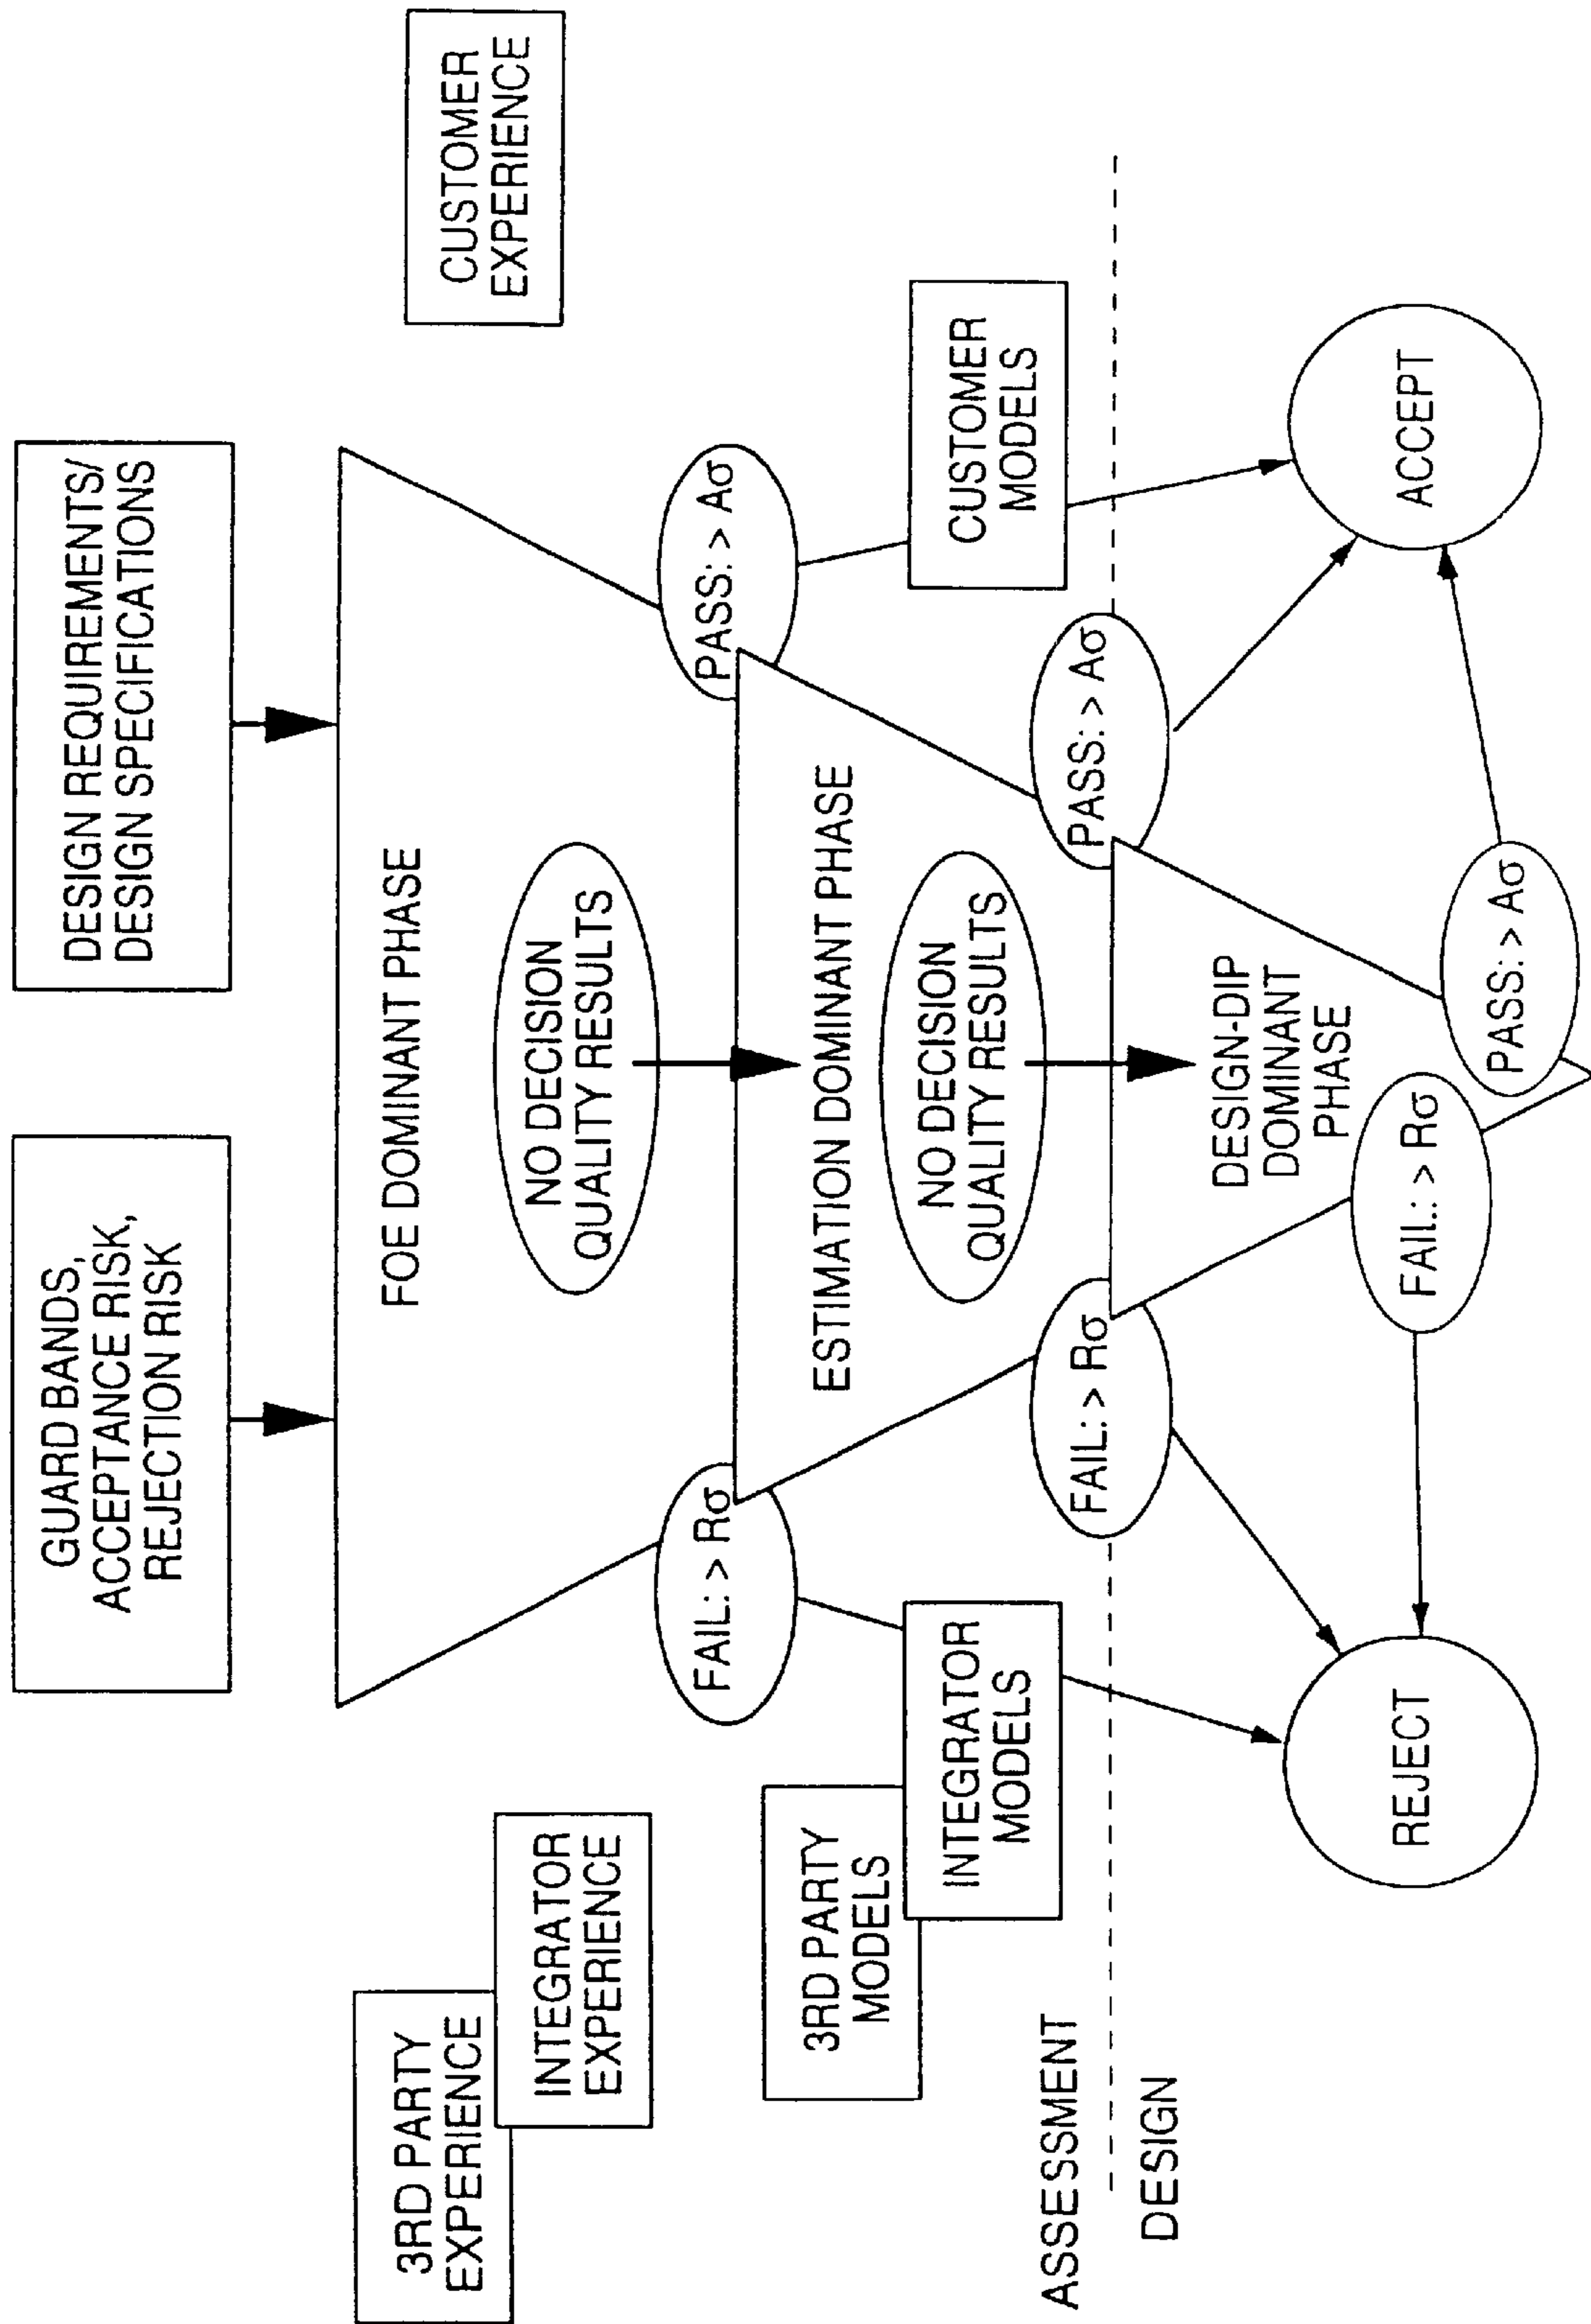 GUARD BANDS,
ACCEPTANCE RISK,
REJECTION RISK
DESIGN REQUIREMENTS/
DESIGN SPECIFICATIONS
3RD PARTY
EXPERIENCE
INTEGRATOR
EXPERIENCE
FOE DOMINANT PHASE
CUSTOMER
EXPERIENCE
NO DECISION
QUALITY RESULTS
FAIL: > Rσ
PASS: > Aσ
3RD PARTY
MODELS
INTEGRATOR
MODELS
ESTIMATION DOMINANT PHASE
CUSTOMER
MODELS
NO DECISION
QUALITY RESULTS
ASSESSMENT
FAIL: > Rσ
PASS: > Aσ
DESIGN
DESIGN-DIP
DOMINANT
PHASE
REJECT
FAIL: > Rσ
PASS: > Aσ
ACCEPT